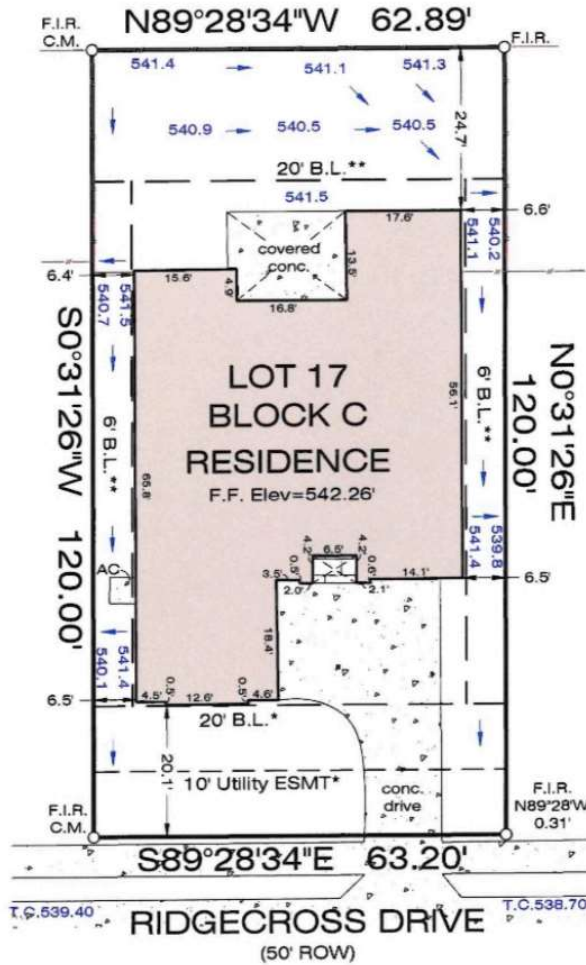 N89°28'34"W 62.89'
F.I.R.
C.M.
F.I.R.
541.4
541.1
541.3
24.7'
540.9
540.5
540.5
20' B.L.**
541.5
6.6'
17.6'
covered
conc.
13.5'
541.1
540.2
6.4'
15.6'
4.9'
16.8'
541.5
540.7
S0°31'26"W 120.00'
6' B.L.**
65.8'
LOT 17
BLOCK C
RESIDENCE
F.F. Elev=542.26'
56.1'
6' B.L.**
N0°31'26"E
120.00'
539.8
541.4
4.2'
6.5'
4.2'
AC
3.5'
0.5'
0.6'
14.1'
6.5'
2.0'
2.1'
18.4'
541.4
540.1
6.5'
4.5'
0.5'
12.6'
0.5'
4.6'
20' B.L.*
20.1'
10' Utility ESMT*
conc.
drive
F.I.R.
N89°28'W
0.31'
F.I.R.
C.M.
S89°28'34"E 63.20'
T.C.539.40
T.C.538.70
RIDGECROSS DRIVE
(50' ROW)